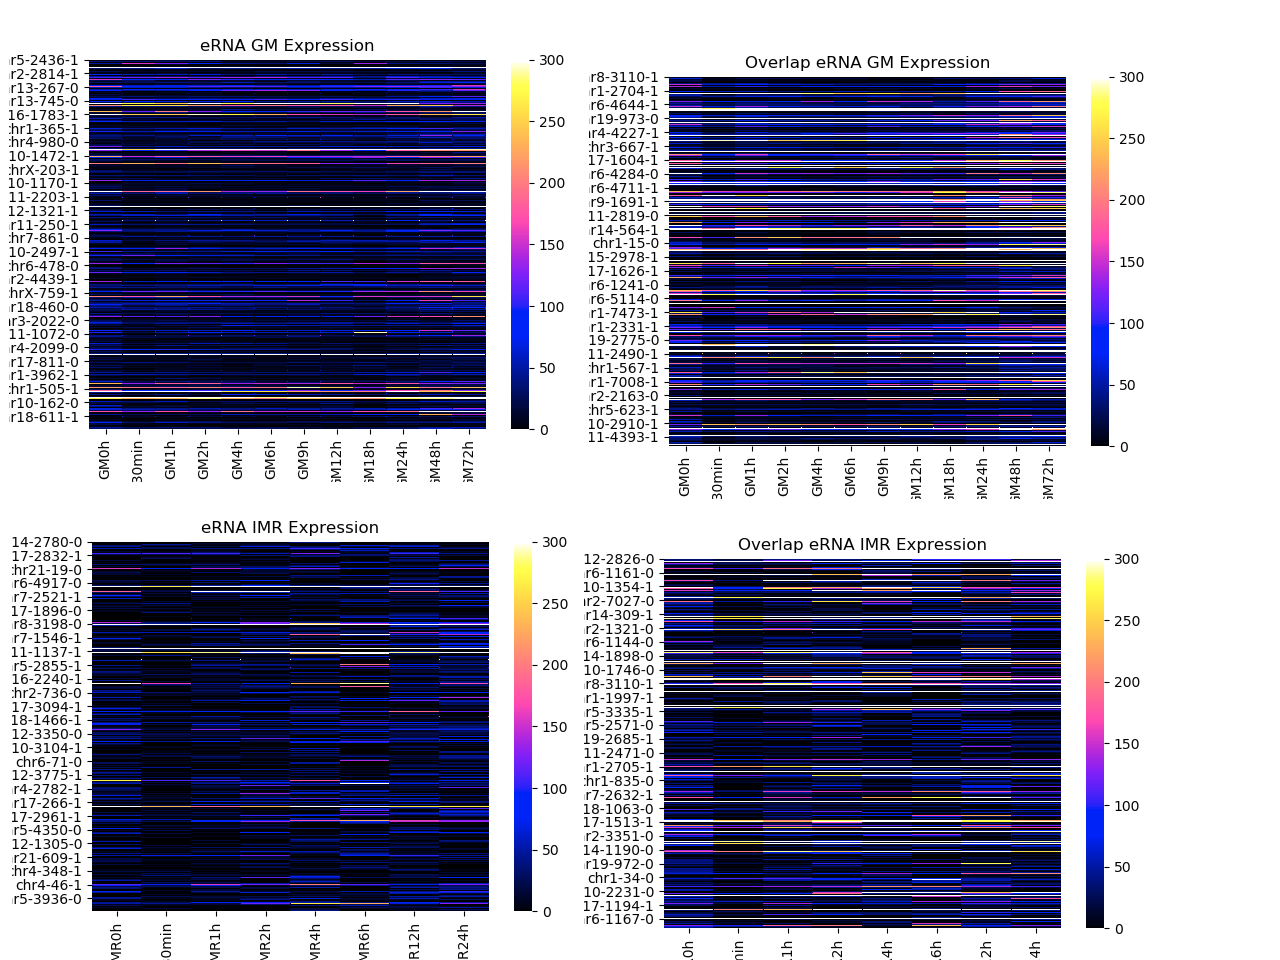 eRNA GM Expression
r5-2436-1
r2-2814-1
r13-267-0
r13-745-0
16-1783-1
chr1-365-1
chr4-980-0
10-1472-1
chrX-203-1
10-1170-1
11-2203-1
12-1321-1
r11-250-1
hr7-861-0
10-2497-1
chr6-478-0
r2-4439-1
chrX-759-1
r18-460-0
r3-2022-0
11-1072-0
r4-2099-0
hr17-811-0
r1-3962-1
chr1-505-1
r10-162-0
r18-611-1
GM0h
30min
GM1h
GM2h
GM4h
GM6h
GM9h
GM12h
GM18h
GM24h
GM48h
GM72h
300
250
200
150
100
50
0
Overlap eRNA GM Expression
r8-3110-1
r1-2704-1
r6-4644-1
r19-973-0
r4-4227-1
chr3-667-1
17-1604-1
r6-4284-0
r6-4711-1
r9-1691-1
11-2819-0
r14-564-1
chr1-15-0
15-2978-1
17-1626-1
r6-1241-0
r6-5114-0
r1-7473-1
r1-2331-1
19-2775-0
11-2490-1
chr1-567-1
r1-7008-1
r2-2163-0
chr5-623-1
10-2910-1
11-4393-1
GM0h
30min
GM1h
GM2h
GM4h
GM6h
GM9h
GM12h
GM18h
GM24h
GM48h
GM72h
300
250
200
150
100
50
0
eRNA IMR Expression
14-2780-0
17-2832-1
hr21-19-0
r6-4917-0
r7-2521-1
17-1896-0
r8-3198-0
r7-1546-1
11-1137-1
r5-2855-1
16-2240-1
chr2-736-0
17-3094-1
18-1466-1
12-3350-0
10-3104-1
chr6-71-0
12-3775-1
r4-2782-1
r17-266-1
17-2961-1
r5-4350-0
12-1305-0
r21-609-1
chr4-348-1
chr4-46-1
r5-3936-0
MR0h
0min
MR1h
MR2h
MR4h
MR6h
R12h
R24h
300
250
200
150
100
50
0
Overlap eRNA IMR Expression
12-2826-0
r6-1161-0
10-1354-1
r2-7027-0
r14-309-1
r2-1321-0
r6-1144-0
14-1898-0
10-1746-0
r8-3110-1
r1-1997-1
r5-3335-1
r5-2571-0
19-2685-1
11-2471-0
r1-2705-1
chr1-835-0
r7-2632-1
18-1063-0
17-1513-1
r2-3351-0
14-1190-0
r19-972-0
chr1-34-0
10-2231-0
17-1194-1
r6-1167-0
0h
min
1h
2h
4h
6h
2h
4h
300
250
200
150
100
50
0